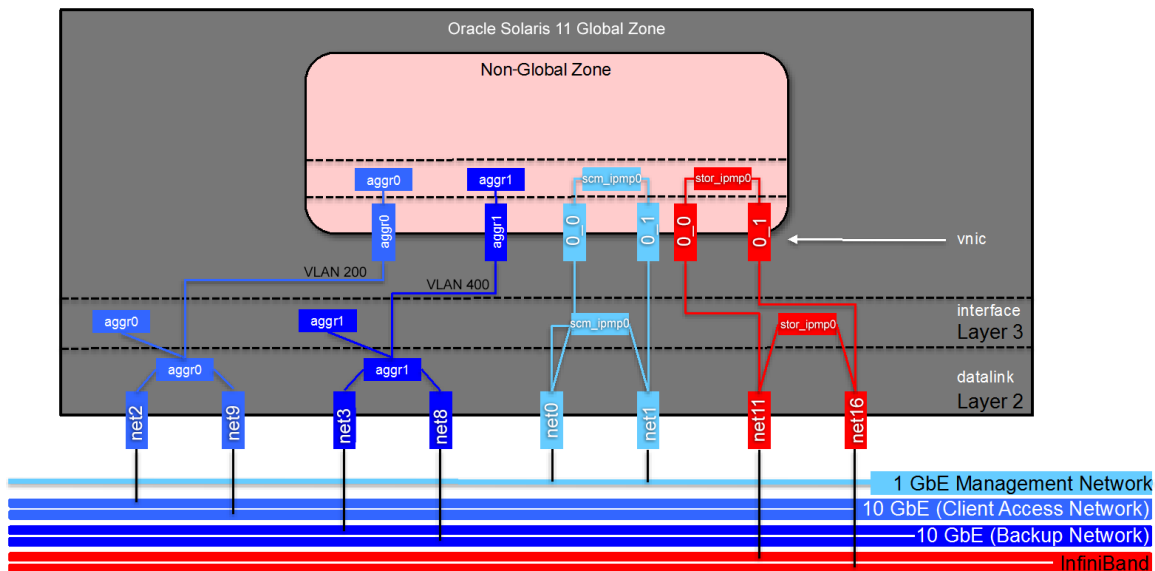 Oracle Solaris 11 Global Zone
Non-Global Zone
aggr0
aggr1
scm_ipmp0
stor_ipmp0
aggr0
aggr1
0_0
0_1
0_0
0_1
vnic
VLAN 200
VLAN 400
interface
Layer 3
aggr0
aggr1
scm_ipmp0
stor_ipmp0
aggr0
aggr1
datalink
Layer 2
net2
net9
net3
net8
net0
net1
net11
net16
1 GbE Management Network
10 GbE (Client Access Network)
10 GbE (Backup Network)
InfiniBand